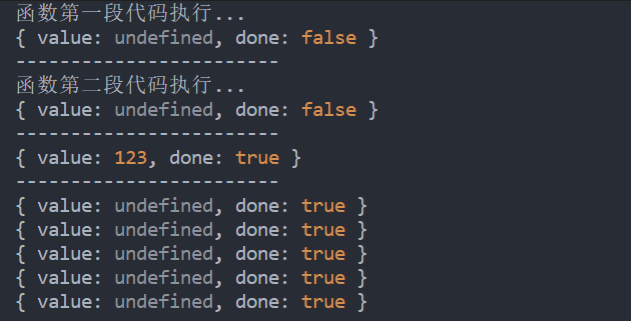 函数第一段代码执行...
{ value: undefined, done: false }
------------------------
函数第二段代码执行...
{ value: undefined, done: false }
------------------------
{ value: 123, done: true }
------------------------
{ value: undefined, done: true }
{ value: undefined, done: true }
{ value: undefined, done: true }
{ value: undefined, done: true }
{ value: undefined, done: true }